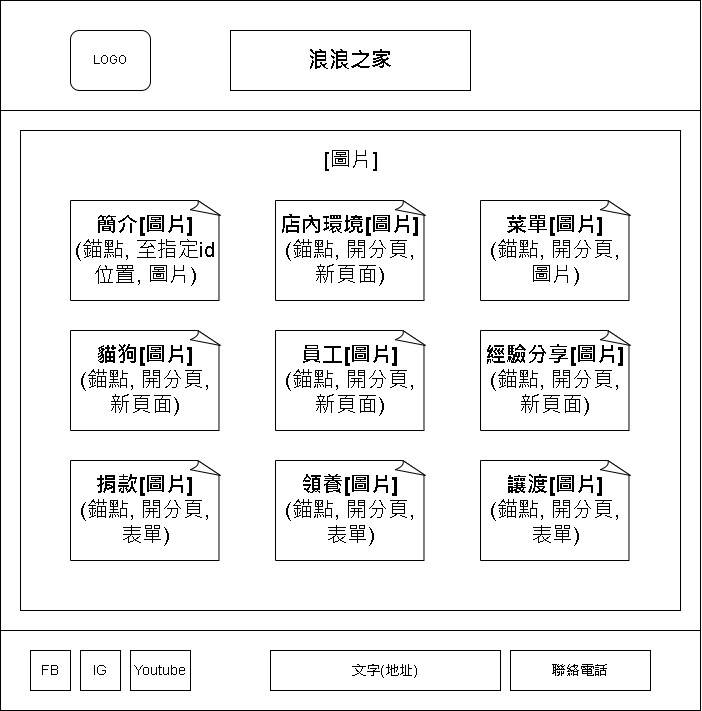 LOGO
浪浪之家
[圖片]
簡介[圖片]
(錨點, 至指定id
位置, 圖片)
店內環境[圖片]
(錨點, 開分頁,
新頁面)
菜單[圖片]
(錨點, 開分頁,
圖片)
貓狗[圖片]
(錨點, 開分頁,
新頁面)
員工[圖片]
(錨點, 開分頁,
新頁面)
經驗分享[圖片]
(錨點, 開分頁,
新頁面)
捐款[圖片]
(錨點, 開分頁,
表單)
領養[圖片]
(錨點, 開分頁,
表單)
讓渡[圖片]
(錨點, 開分頁,
表單)
FB
IG
Youtube
文字(地址)
聯絡電話